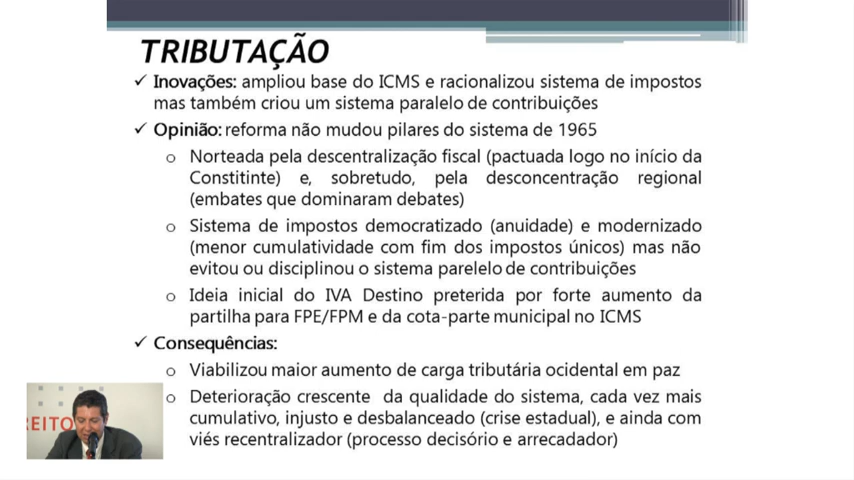 TRIBUTAÇÃO
✓ Inovações: ampliou base do ICMS e racionalizou sistema de impostos
mas também criou um sistema paralelo de contribuições
✓ Opinião: reforma não mudou pilares do sistema de 1965
o Norteada pela descentralização fiscal (pactuada logo no início da
Constitinte) e, sobretudo, pela desconcentração regional
(embates que dominaram debates)
o Sistema de impostos democratizado (anuidade) e modernizado
(menor cumulatividade com fim dos impostos únicos) mas não
evitou ou disciplinou o sistema parelelo de contribuições
o Ideia inicial do IVA Destino preterida por forte aumento da
partilha para FPE/FPM e da cota-parte municipal no ICMS
✓ Consequências:
o Viabilizou maior aumento de carga tributária ocidental em paz
o Deterioração crescente da qualidade do sistema, cada vez mais
cumulativo, injusto e desbalanceado (crise estadual), e ainda com
viés recentralizador (processo decisório e arrecadador)
REITO